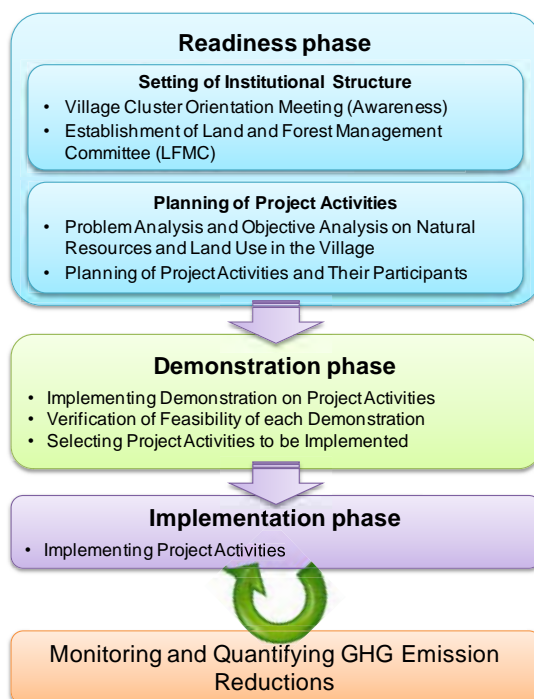 Readiness phase
Setting of Institutional Structure
• Village Cluster Orientation Meeting (Awareness)
• Establishment of Land and Forest Management
Committee (LFMC)
Planning of Project Activities
• Problem Analysis and Objective Analysis on Natural
Resources and Land Use in the Village
• Planning of Project Activities and Their Participants
Demonstration phase
• Implementing Demonstration on Project Activities
• Verification of Feasibility of each Demonstration
• Selecting Project Activities to be Implemented
Implementation phase
• Implementing Project Activities
Monitoring and Quantifying GHG Emission
Reductions